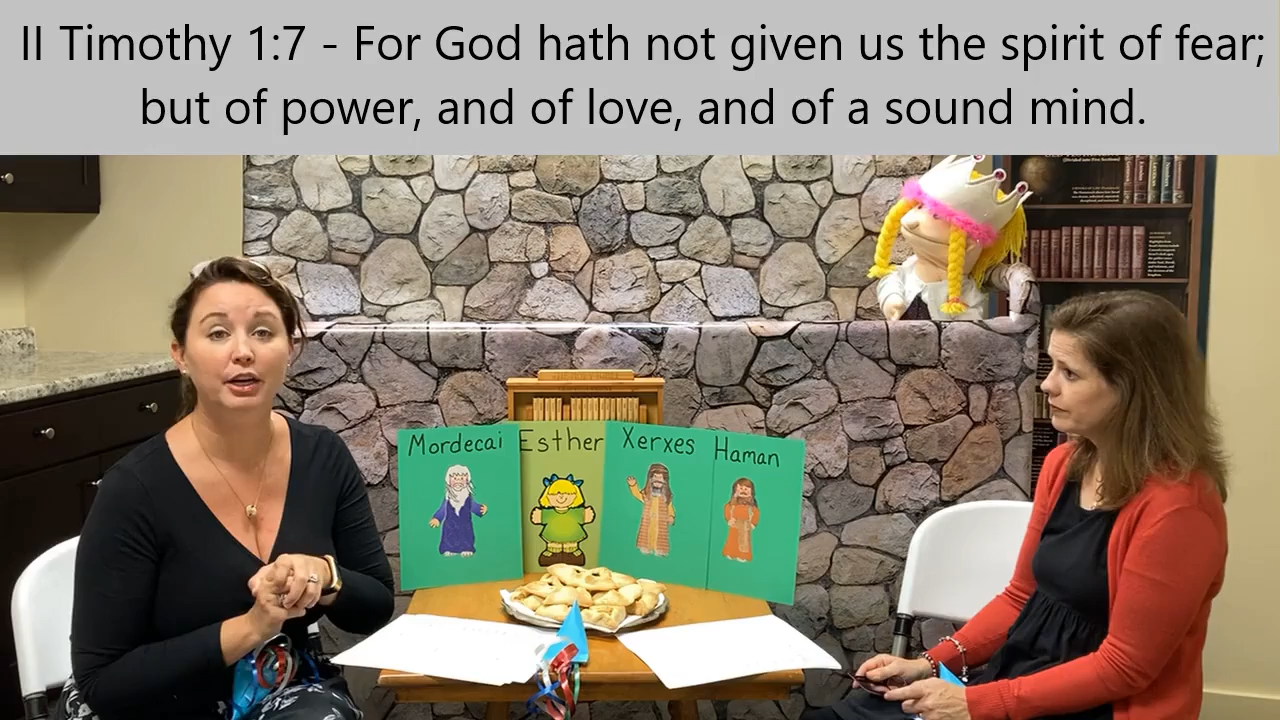 II Timothy 1:7 - For God hath not given us the spirit of fear;
but of power, and of love, and of a sound mind.
Mordecai
Esther
Xerxes
Haman